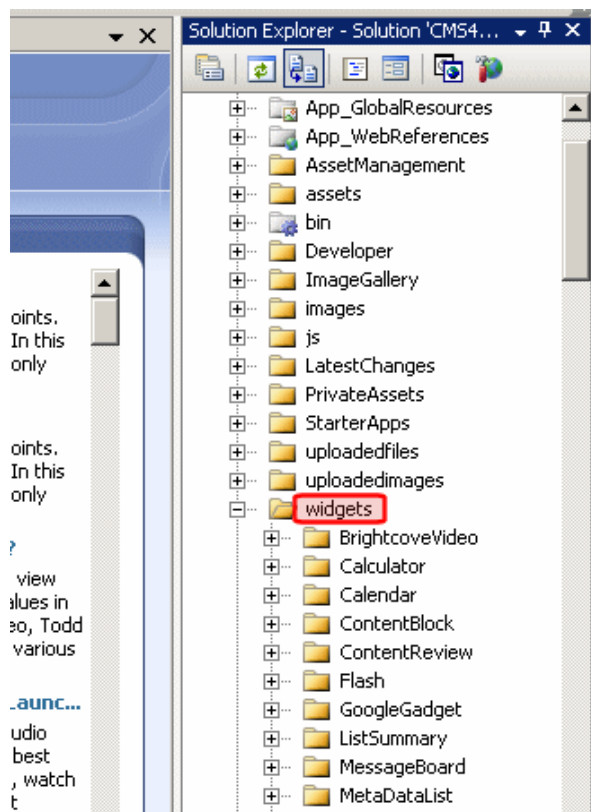 Solution Explorer - Solution 'CMS4...
App_GlobalResources
App_WebReferences
AssetManagement
assets
bin
Developer
ImageGallery
images
js
LatestChanges
PrivateAssets
StarterApps
uploadedfiles
uploadedimages
widgets
BrightcoveVideo
Calculator
Calendar
ContentBlock
ContentReview
Flash
GoogleGadget
ListSummary
MessageBoard
MetaDataList
oints.
In this
only
oints.
In this
only
?
view
alues in
eo, Todd
various
Launc...
udio
best
, watch
t